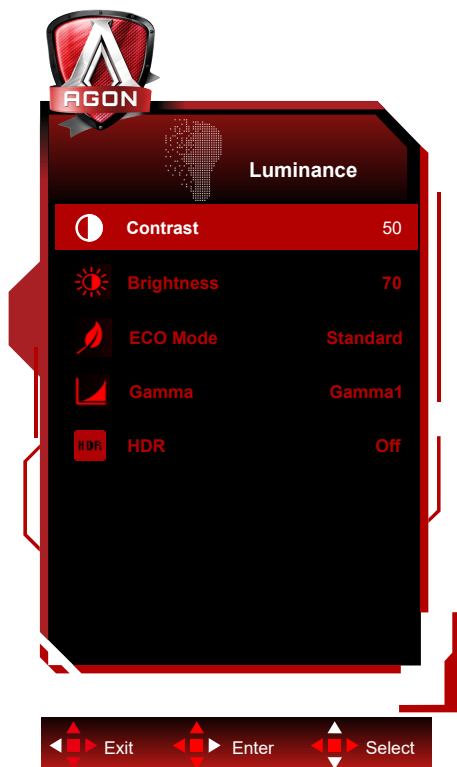 AGON
Luminance
Contrast 50
Brightness 70
ECO Mode Standard
Gamma Gamma1
HDR HDR Off
Exit Enter Select